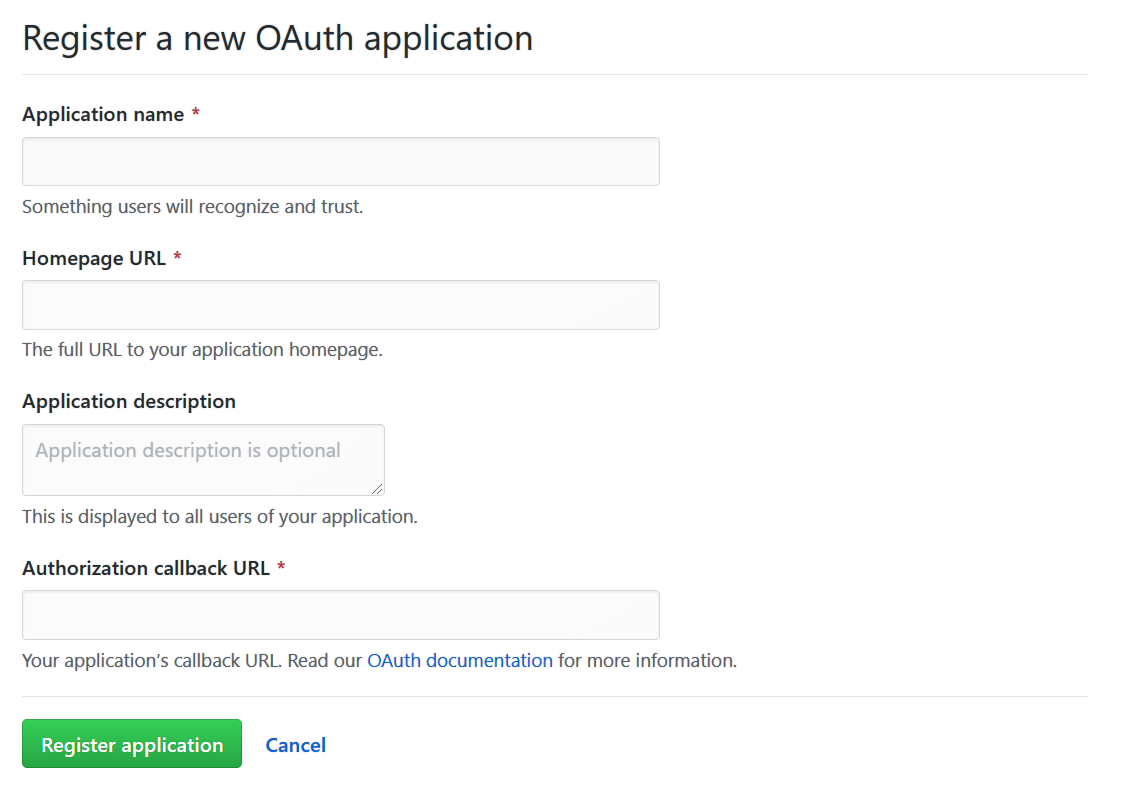 Register a new OAuth application
Application name *
Something users will recognize and trust.
Homepage URL *
The full URL to your application homepage.
Application description
Application description is optional
This is displayed to all users of your application.
Authorization callback URL *
Your application’s callback URL. Read our OAuth documentation for more information.
Register application Cancel